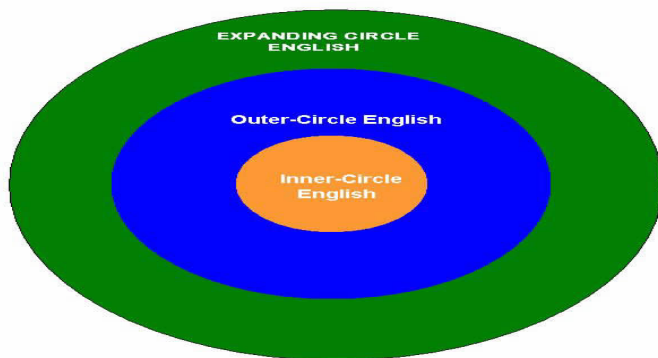 EXPANDING CIRCLE
ENGLISH
Outer-Circle English
Inner-Circle
English